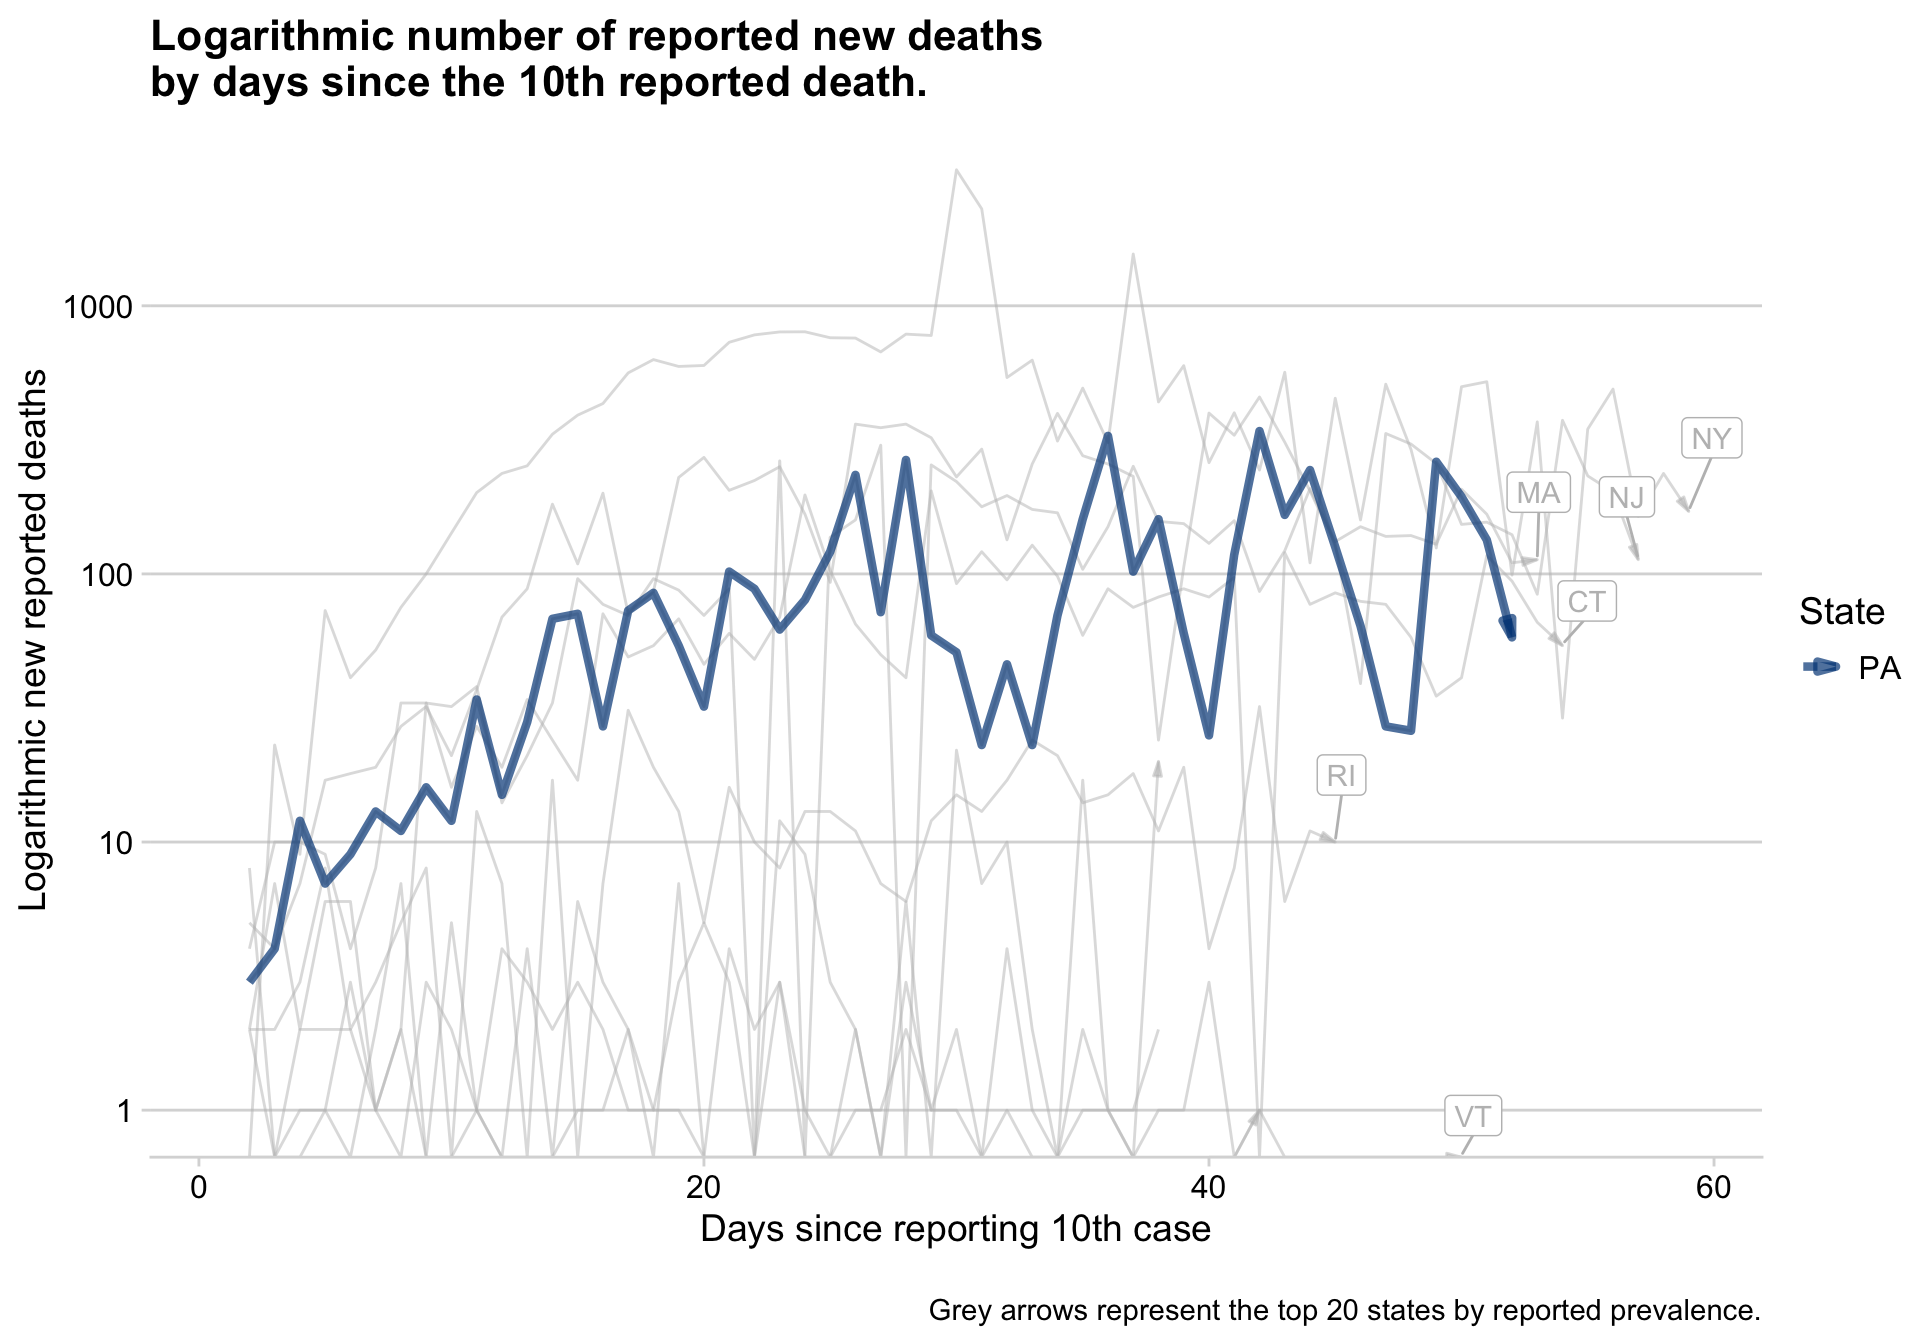 Logarithmic number of reported new deaths
by days since the 10th reported death.
Logarithmic new reported deaths
1000
100
10
1
NY
MA
NJ
CT
RI
VT
State
PA
0
20
40
60
Days since reporting 10th case
Grey arrows represent the top 20 states by reported prevalence.